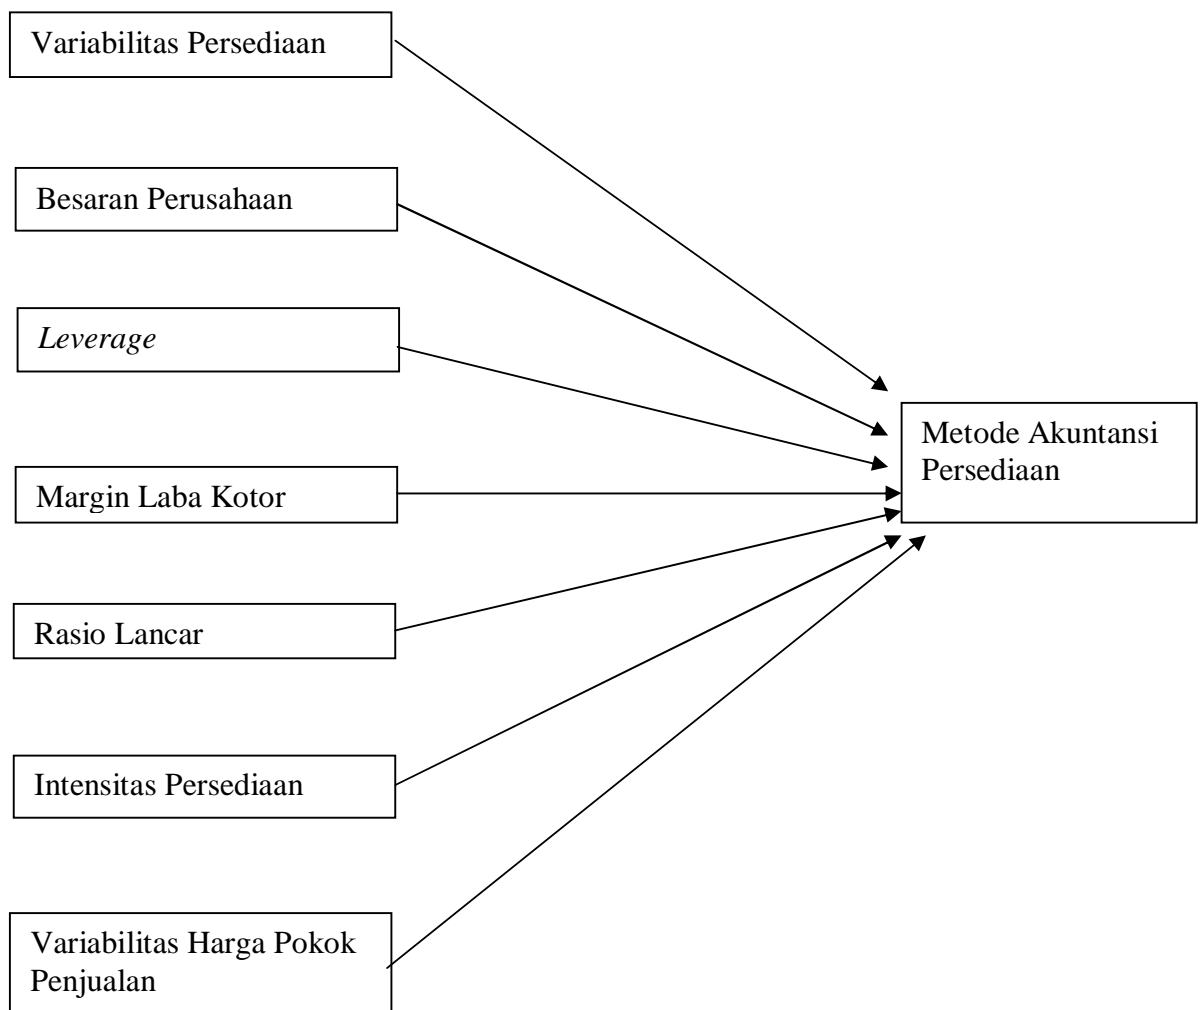 Variabilitas Persediaan
Besaran Perusahaan
Leverage
Metode Akuntansi
Persediaan
Margin Laba Kotor
Rasio Lancar
Intensitas Persediaan
Variabilitas Harga Pokok
Penjualan